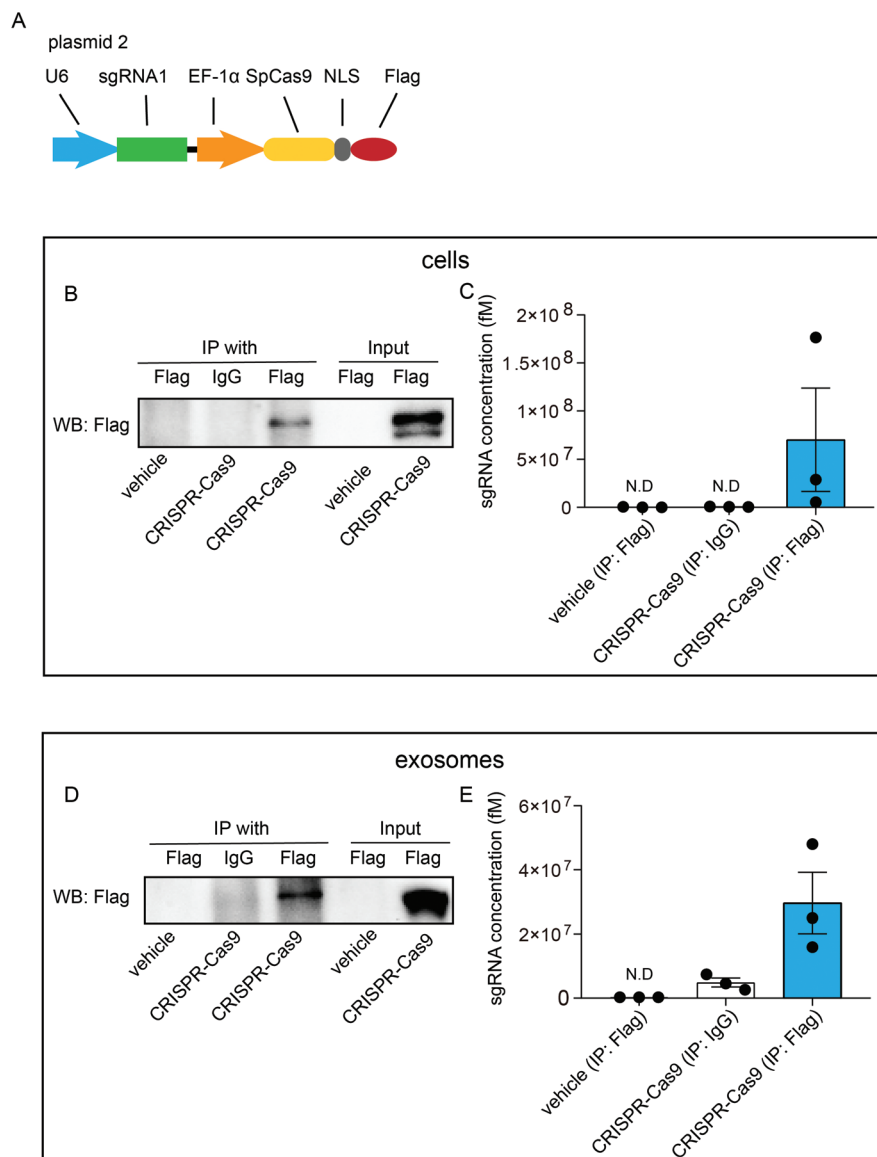 A
plasmid 2
U6 sgRNA1 EF-1α SpCas9 NLS Flag
cells
B
IP with Input
Flag IgG Flag Flag Flag
WB: Flag
vehicle
CRISPR-Cas9
CRISPR-Cas9
vehicle
CRISPR-Cas9
C
sgRNA concentration (fM)
2×10⁸
1.5×10⁸
1×10⁸
5×10⁷
0
N.D N.D
vehicle (IP: Flag)
CRISPR-Cas9 (IP: IgG)
CRISPR-Cas9 (IP: Flag)
exosomes
D
IP with Input
Flag IgG Flag Flag Flag
WB: Flag
vehicle
CRISPR-Cas9
CRISPR-Cas9
vehicle
CRISPR-Cas9
E
sgRNA concentration (fM)
6×10⁷
4×10⁷
2×10⁷
0
N.D
vehicle (IP: Flag)
CRISPR-Cas9 (IP: IgG)
CRISPR-Cas9 (IP: Flag)